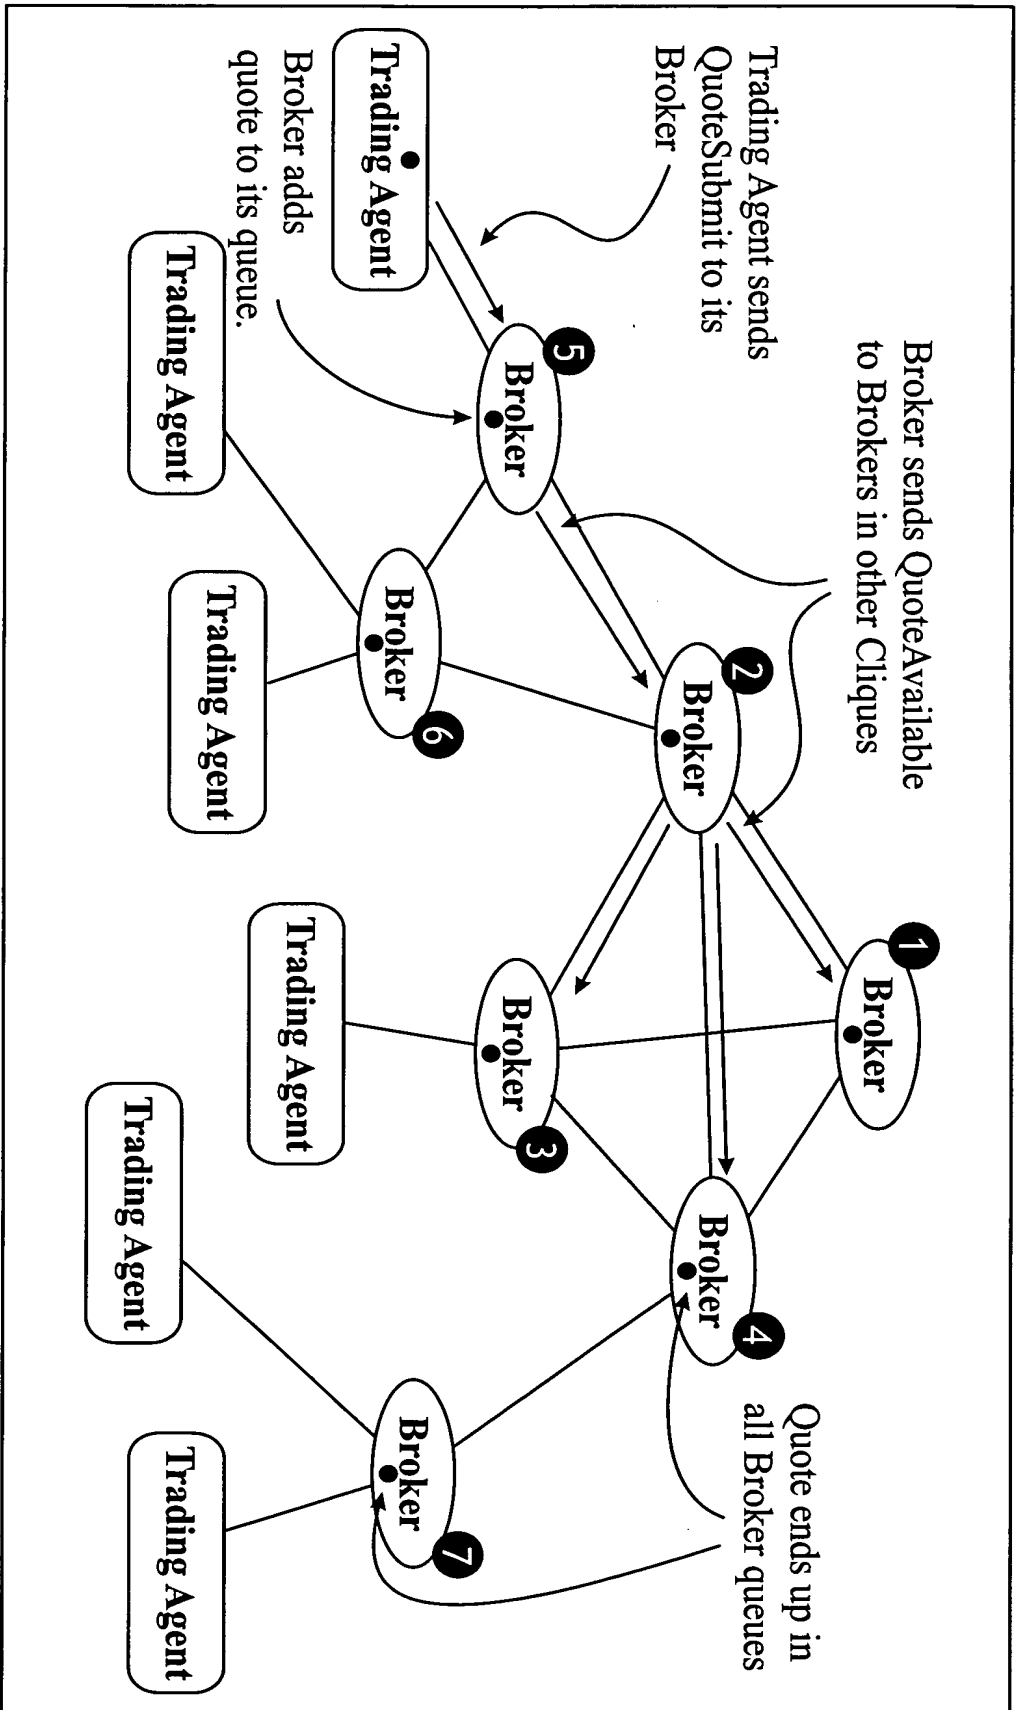 Trading Agent sends
QuoteSubmit to its
Broker
Broker sends QuoteAvailable
to Brokers in other Cliques
Quote ends up in
all Broker queues
1
Broker
2
Broker
4
Broker
5
Broker
3
Broker
6
Broker
7
Broker
Trading Agent
Broker adds
quote to its queue.
Trading Agent
Trading Agent
Trading Agent
Trading Agent
Trading Agent